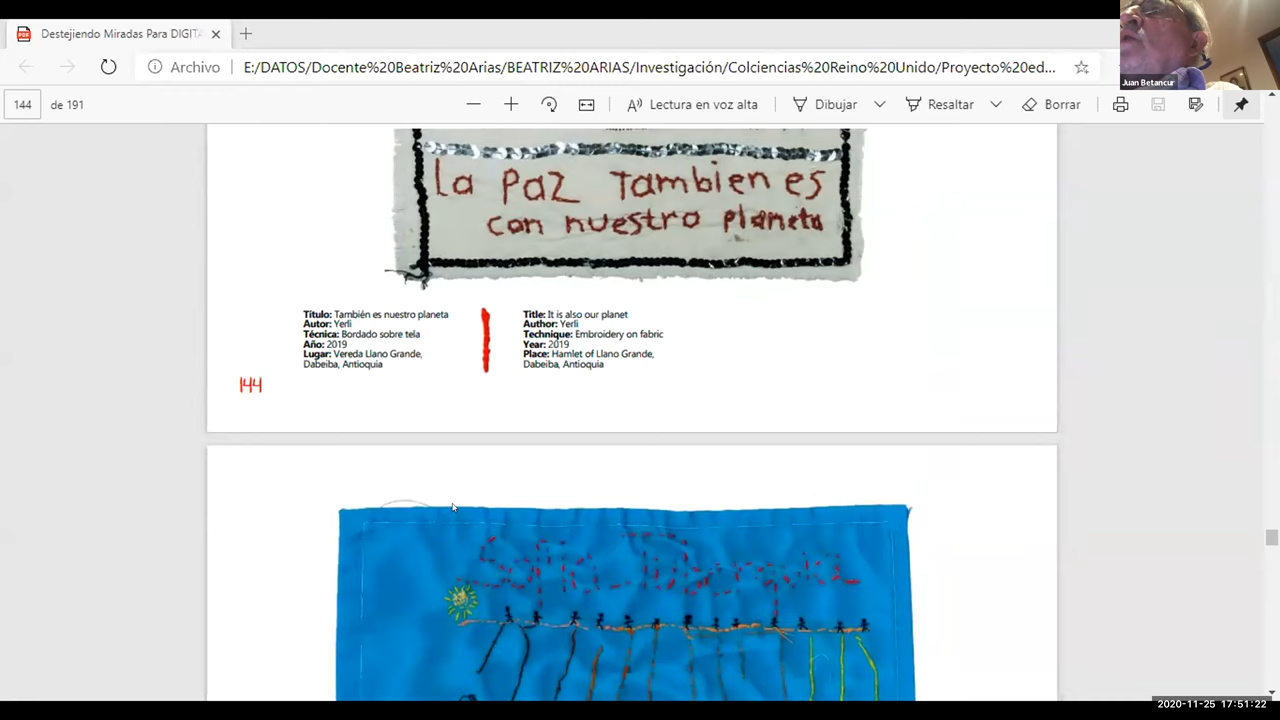 Destejiendo Miradas Para DIGITA
Archivo E:/DATOS/Docente%20Beatriz%20Arias/BEATRIZ%20ARIAS/Investigación/Colciencias%20Reino%20Unido/Proyecto%20ed...
Juan Betancur
144 de 191 Lectura en voz alta Dibujar Resaltar Borrar
la Paz Tambien es
con nuestro planeta
Título: También es nuestro planeta
Autor: Yerli
Técnica: Bordado sobre tela
Año: 2019
Lugar: Vereda Llano Grande,
Dabeiba, Antioquia
Title: It is also our planet
Author: Yerli
Technique: Embroidery on fabric
Year: 2019
Place: Hamlet of Llano Grande,
Dabeiba, Antioquia
144
2020-11-25 17:51:22